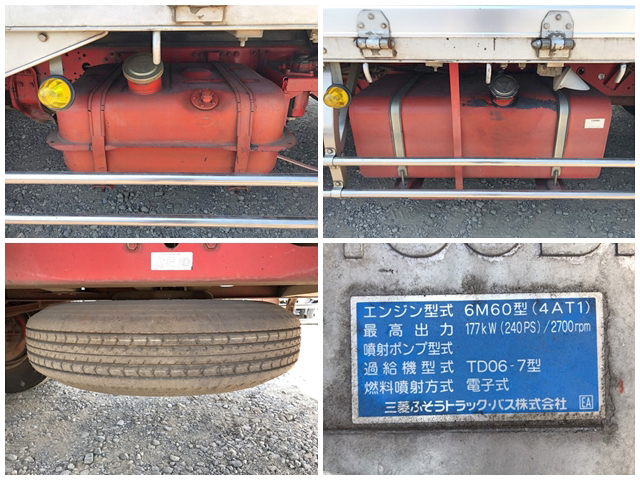 エンジン型式 6M60型(4AT1)
最高出力 177kW(240PS)/2700rpm
噴射ポンプ型式
過給機型式 TD06-7型
燃料噴射方式 電子式
三菱ふそうトラック・バス株式会社 EA